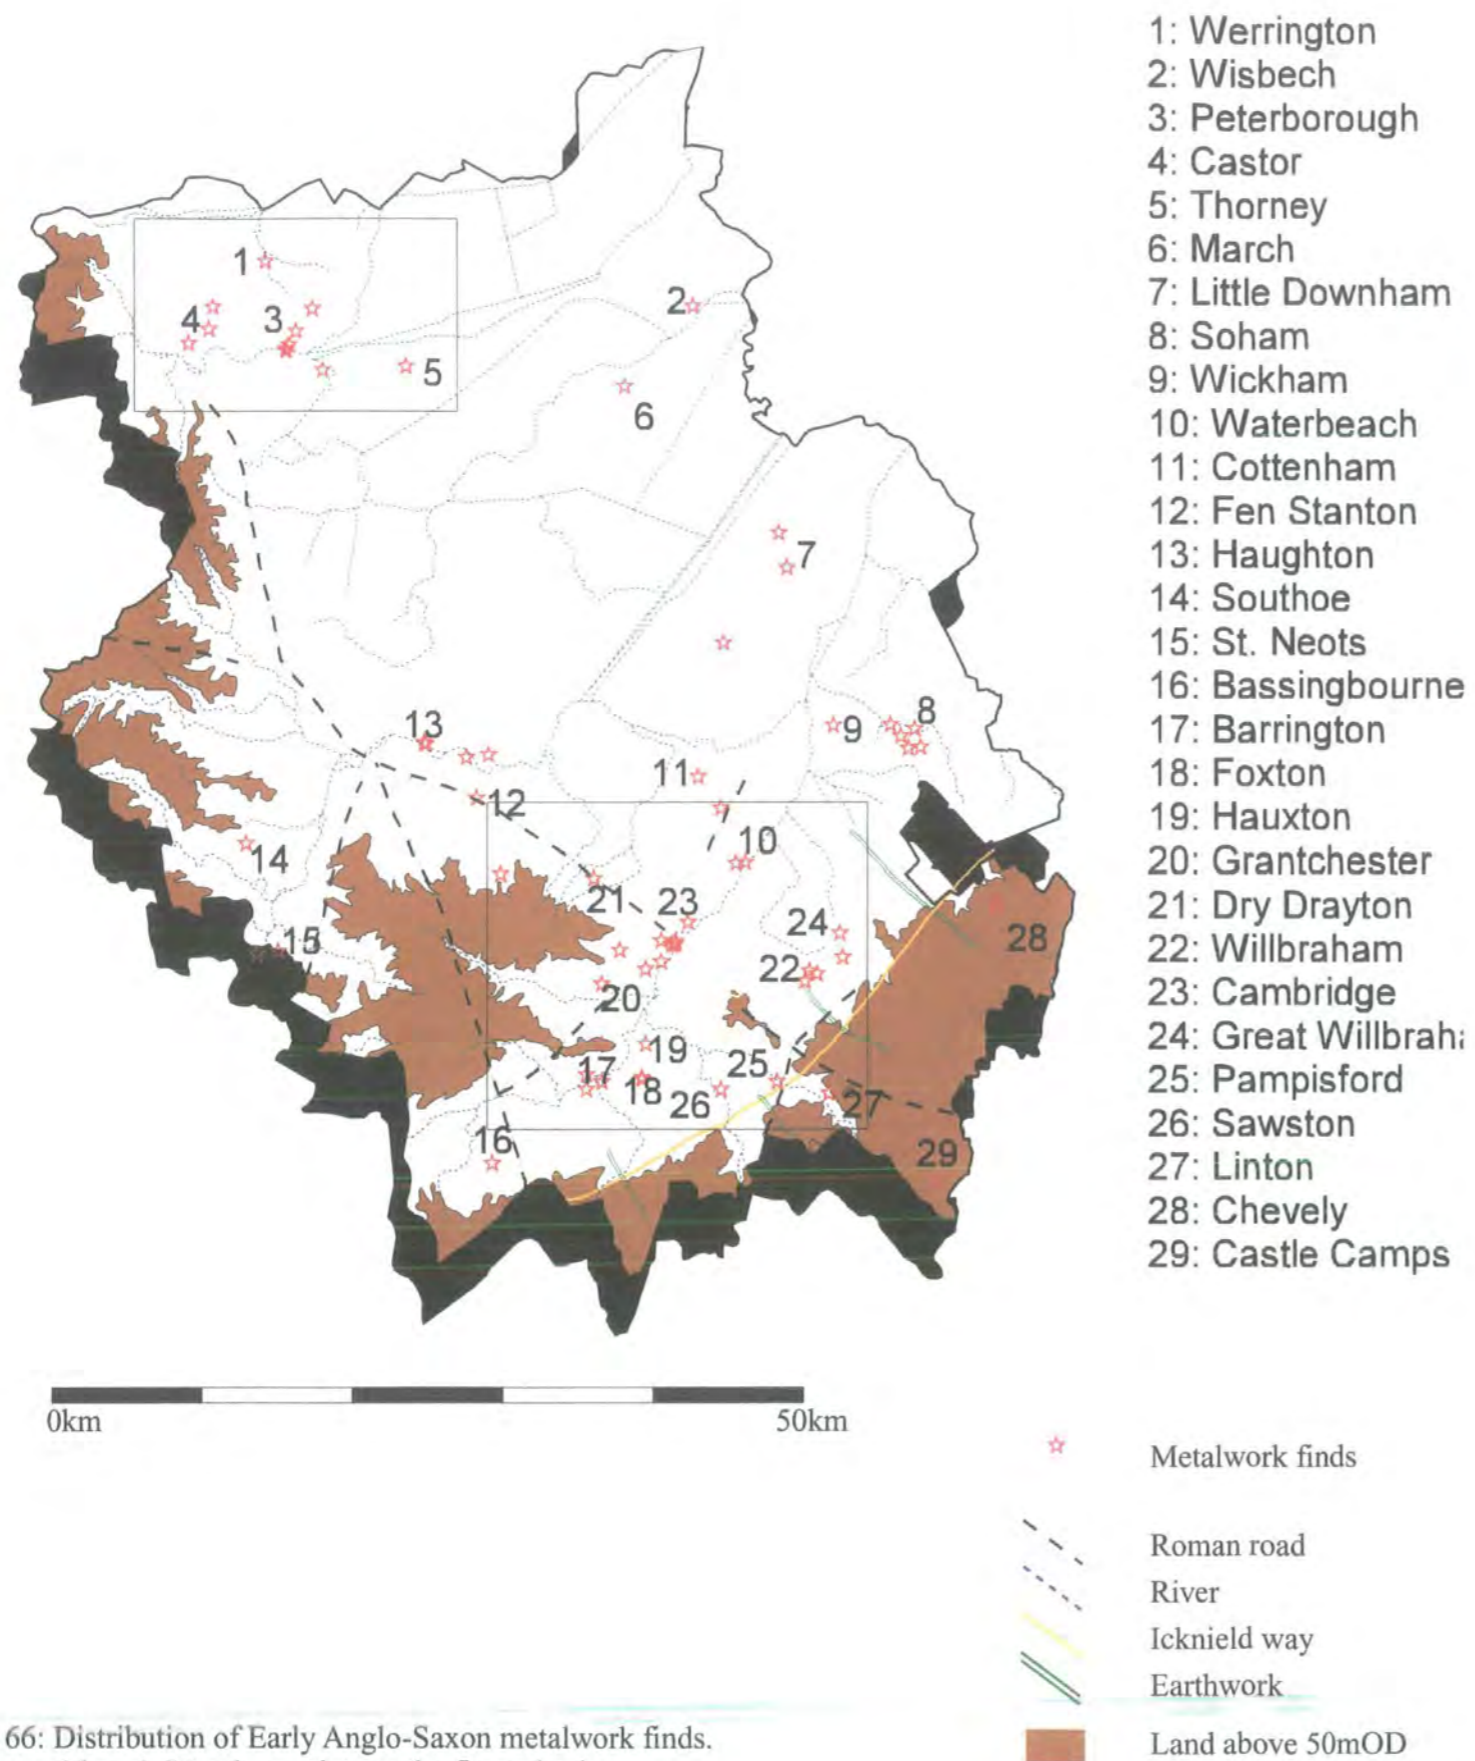 1: Werrington
2: Wisbech
3: Peterborough
4: Castor
5: Thorney
6: March
7: Little Downham
8: Soham
9: Wickham
10: Waterbeach
11: Cottenham
12: Fen Stanton
13: Haughton
14: Southoe
15: St. Neots
16: Bassingbourne
17: Barrington
18: Foxton
19: Hauxton
20: Grantchester
21: Dry Drayton
22: Willbraham
23: Cambridge
24: Great Willbrah
25: Pampisford
26: Sawston
27: Linton
28: Chevely
29: Castle Camps
1
2
4
3
5
6
7
13
9
8
11
12
10
14
21
23
24
28
15
22
20
19
25
17
18
26
27
16
29
0km
50km
Metalwork finds
Roman road
River
Icknield way
Earthwork
Land above 50mOD
66: Distribution of Early Anglo-Saxon metalwork finds.